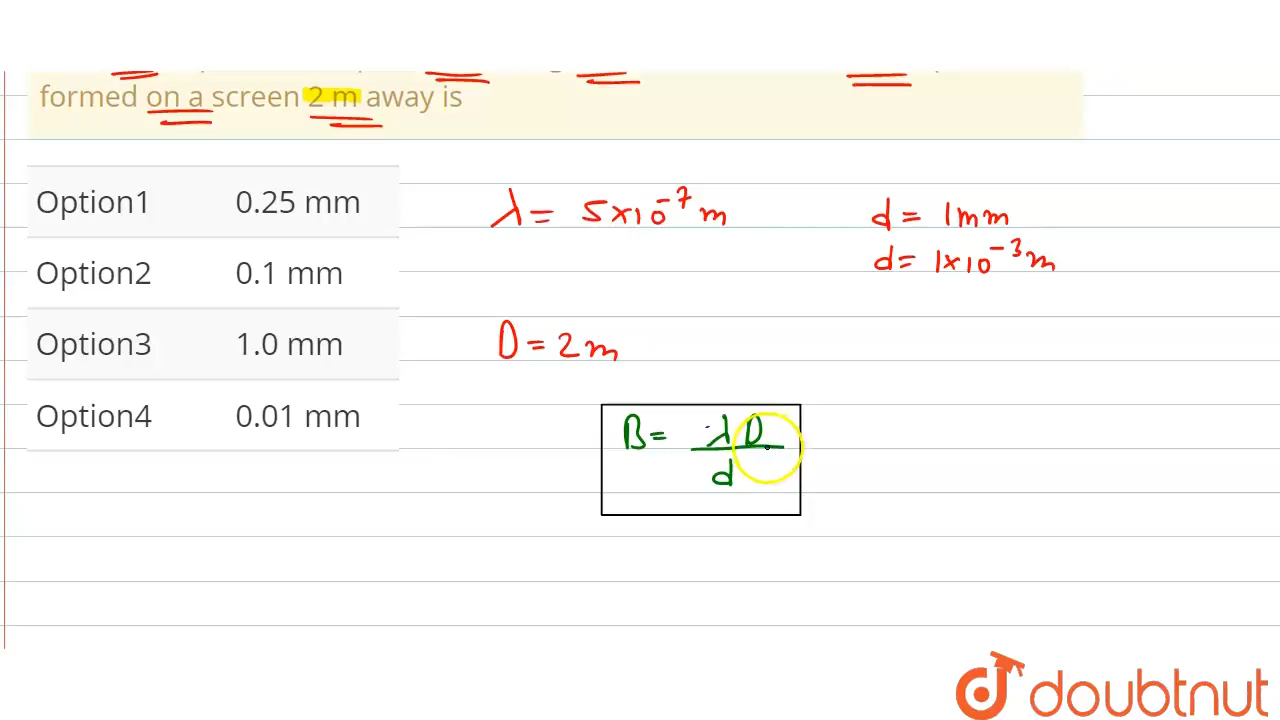 formed on a screen 2 m away is
Option1 0.25 mm
Option2 0.1 mm
Option3 1.0 mm
Option4 0.01 mm
λ = 5×10⁻⁷ m
d = 1mm
d = 1×10⁻³ m
D = 2m
B = λD
d
doubtnut